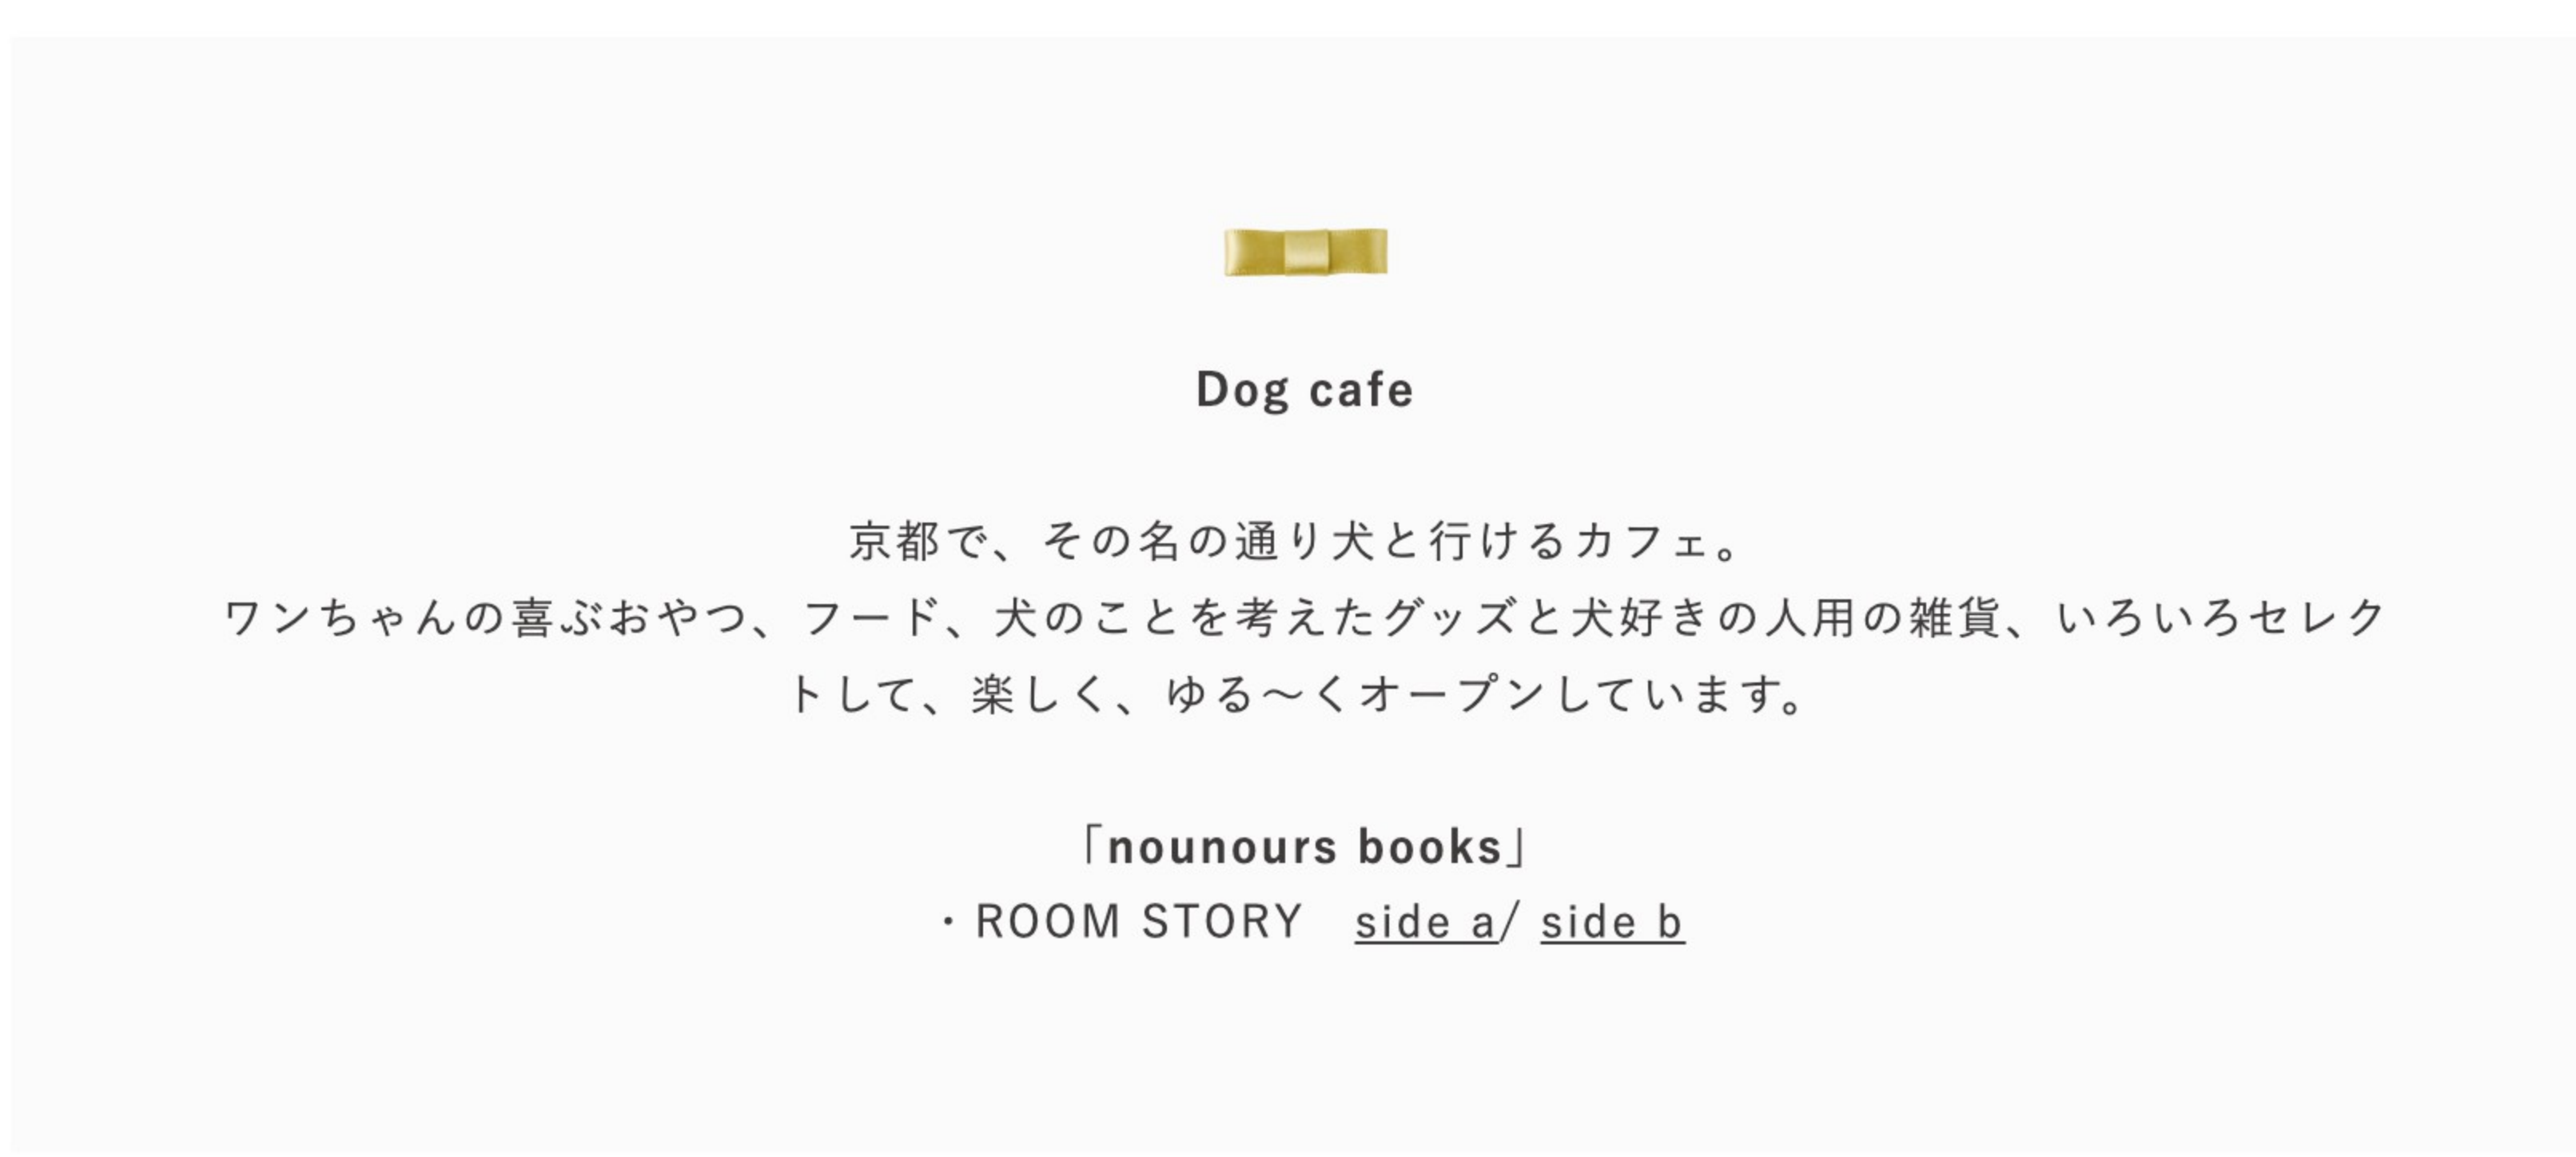 Dog cafe
京都で、その名の通り犬と行けるカフェ。
ワンちゃんの喜ぶおやつ、フード、犬のことを考えたグッズと犬好きの人用の雑貨、いろいろセレク
トして、楽しく、ゆる〜くオープンしています。
「nounours books」
・ROOM STORY　side a/ side b